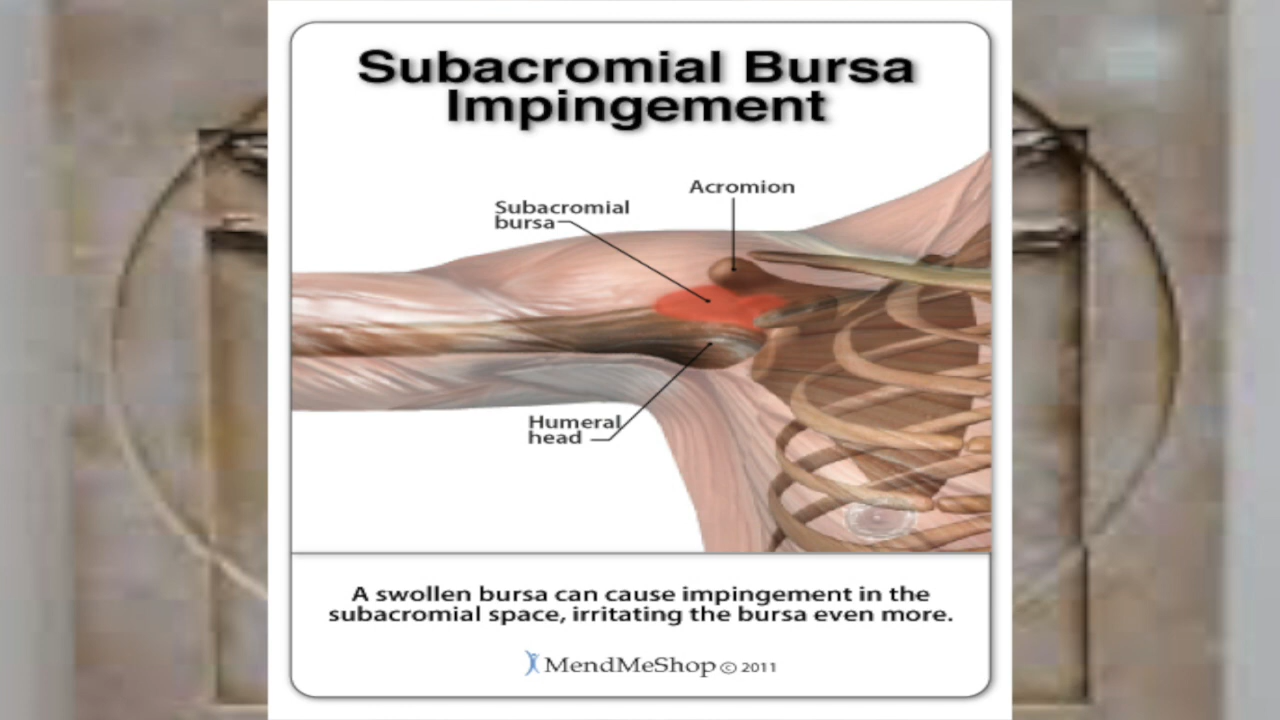 Subacromial Bursa
Impingement
Acromion
Subacromial
bursa
Humeral
head
A swollen bursa can cause impingement in the
subacromial space, irritating the bursa even more.
MendMeShop © 2011